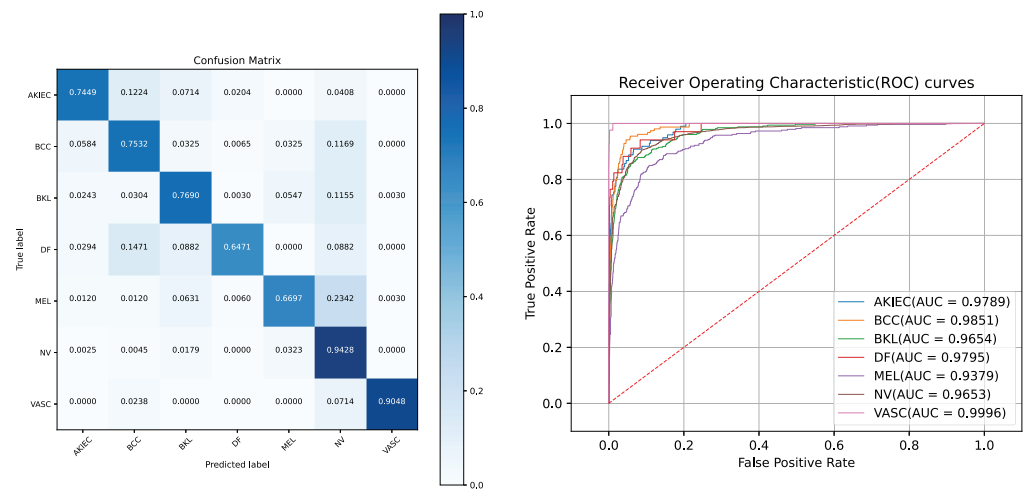 Confusion Matrix
True label
AKIEC 0.7449 0.1224 0.0714 0.0204 0.0000 0.0408 0.0000
BCC 0.0584 0.7532 0.0325 0.0065 0.0325 0.1169 0.0000
BKL 0.0243 0.0304 0.7690 0.0030 0.0547 0.1155 0.0030
DF 0.0294 0.1471 0.0882 0.6471 0.0000 0.0882 0.0000
MEL 0.0120 0.0120 0.0631 0.0060 0.6697 0.2342 0.0030
NV 0.0025 0.0045 0.0179 0.0000 0.0323 0.9428 0.0000
VASC 0.0000 0.0238 0.0000 0.0000 0.0000 0.0714 0.9048
AKIEC BCC BKL DF MEL NV VASC
Predicted label
1,0
0,8
0,6
0,4
0,2
0,0
Receiver Operating Characteristic(ROC) curves
True Positive Rate
1.0
0.8
0.6
0.4
0.2
0.0
AKIEC(AUC = 0.9789)
BCC(AUC = 0.9851)
BKL(AUC = 0.9654)
DF(AUC = 0.9795)
MEL(AUC = 0.9379)
NV(AUC = 0.9653)
VASC(AUC = 0.9996)
0.0 0.2 0.4 0.6 0.8 1.0
False Positive Rate